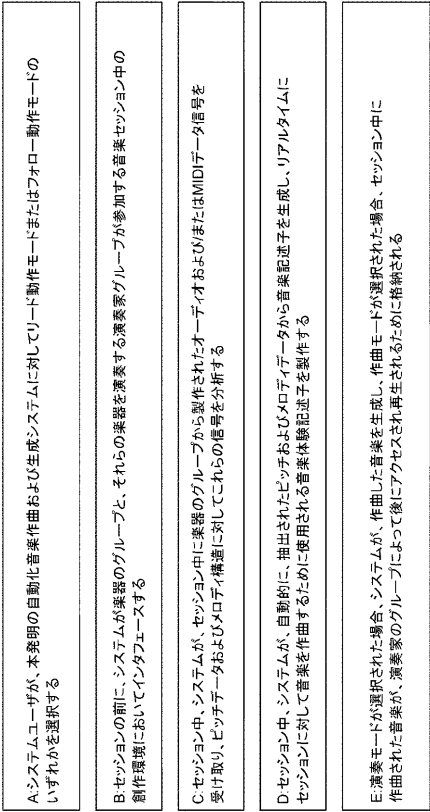 A:システムユーザが、本発明の自動化音楽作曲および生成システムに対してリード動作モードまたはフォロー動作モードの
いずれかを選択する
B:セッションの前に、システムが楽器のグループと、それらの楽器を演奏する演奏家グループが参加する音楽セッション中の
創作環境においてインタフェースする
C:セッション中、システムが、セッション中に楽器のグループから製作されたオーディオおよび/またはMIDIデータ信号を
受け取り、ピッチデータおよびメロディ構造に対してこれらの信号を分析する
D:セッション中、システムが、自動的に、抽出されたピッチおよびメロディデータから音楽記述子を生成し、リアルタイムに
セッションに対して音楽を作曲するために使用される音楽体験記述子を製作する
E:演奏モードが選択された場合、システムが、作曲した音楽を生成し、作曲モードが選択された場合、セッション中に
作曲された音楽が、演奏家のグループによって後にアクセスされ再生されるために格納される